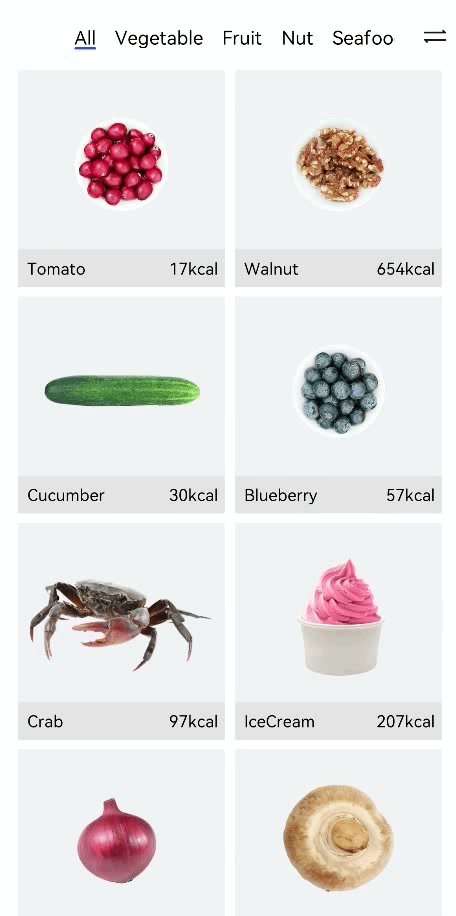 All Vegetable Fruit Nut Seafoo
Tomato 17kcal
Walnut 654kcal
Cucumber 30kcal
Blueberry 57kcal
Crab 97kcal
IceCream 207kcal